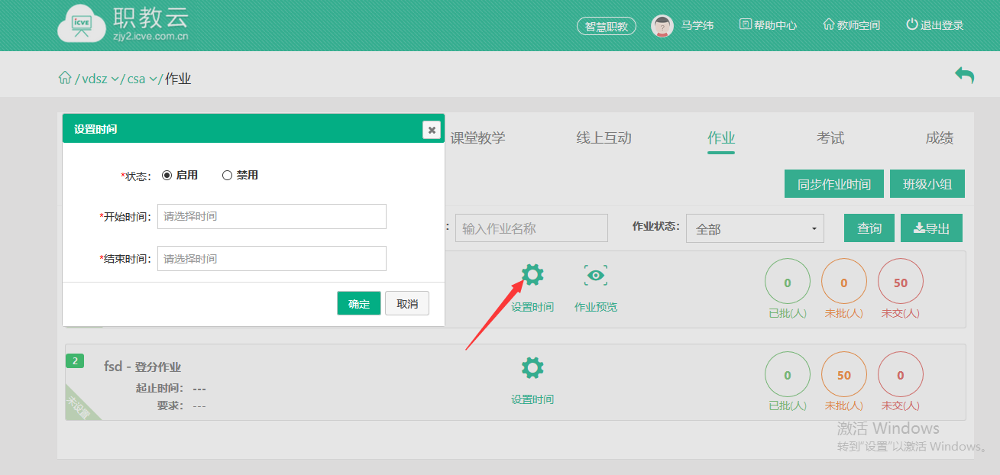 iCVE 职教云
zjy2.icve.com.cn
智慧职教 马学纬 帮助中心 教师空间 退出登录
/ vdsz / csa / 作业
课堂教学 线上互动 作业 考试 成绩
同步作业时间 班级小组
: 输入作业名称 作业状态: 全部 查询 导出
设置时间
*状态: 启用 禁用
*开始时间: 请选择时间
*结束时间: 请选择时间
确定 取消
设置时间 作业预览
0 已批(人)
0 未批(人)
50 未交(人)
2 fsd - 登分作业
起止时间: ---
要求: ---
未设置
设置时间
0 已批(人)
50 未批(人)
0 未交(人)
激活 Windows
转到"设置"以激活 Windows。